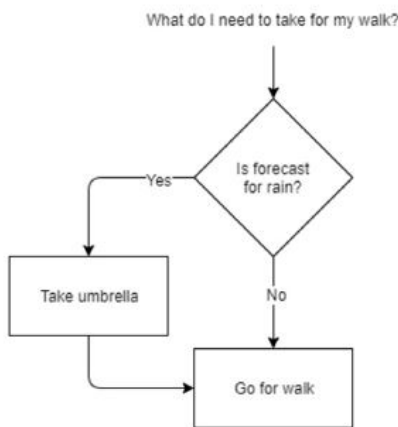 What do I need to take for my walk?
Is forecast
for rain?
Yes
Take umbrella
No
Go for walk